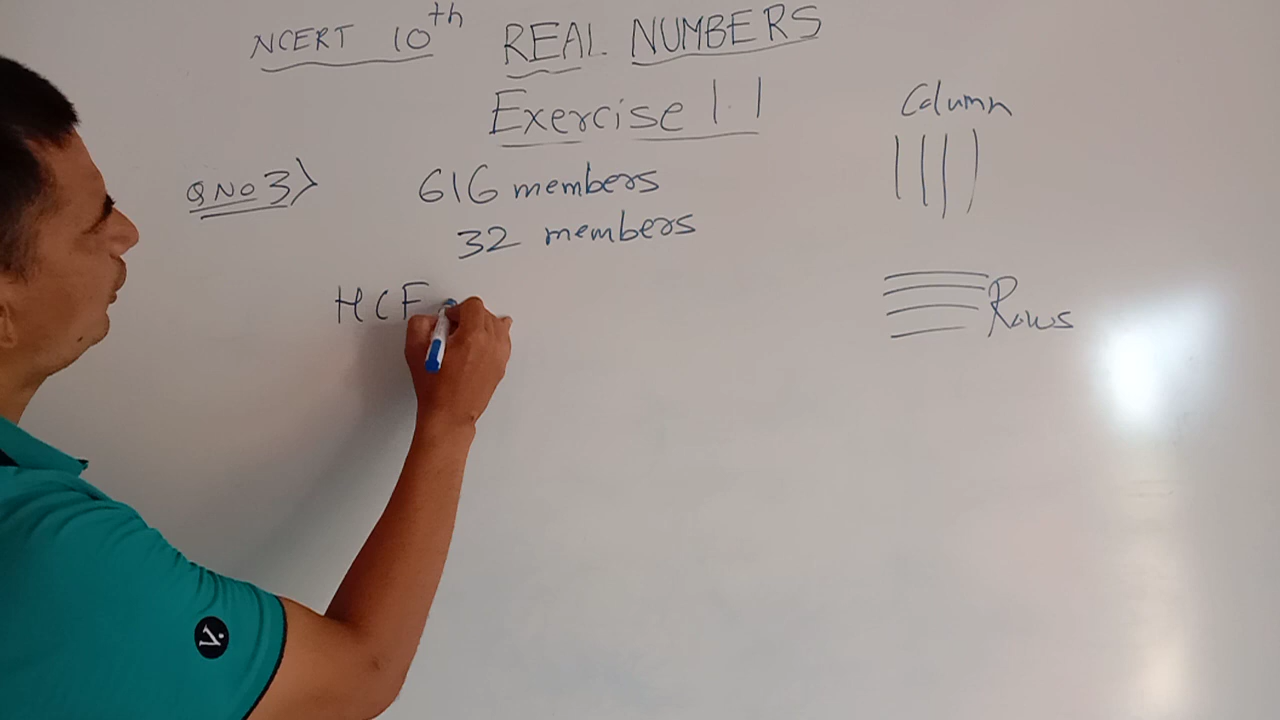 NCERT 10th REAL NUMBERS
Exercise 1.1
Column
Q NO 3)
616 members
32 members
HCF
Rows
V.